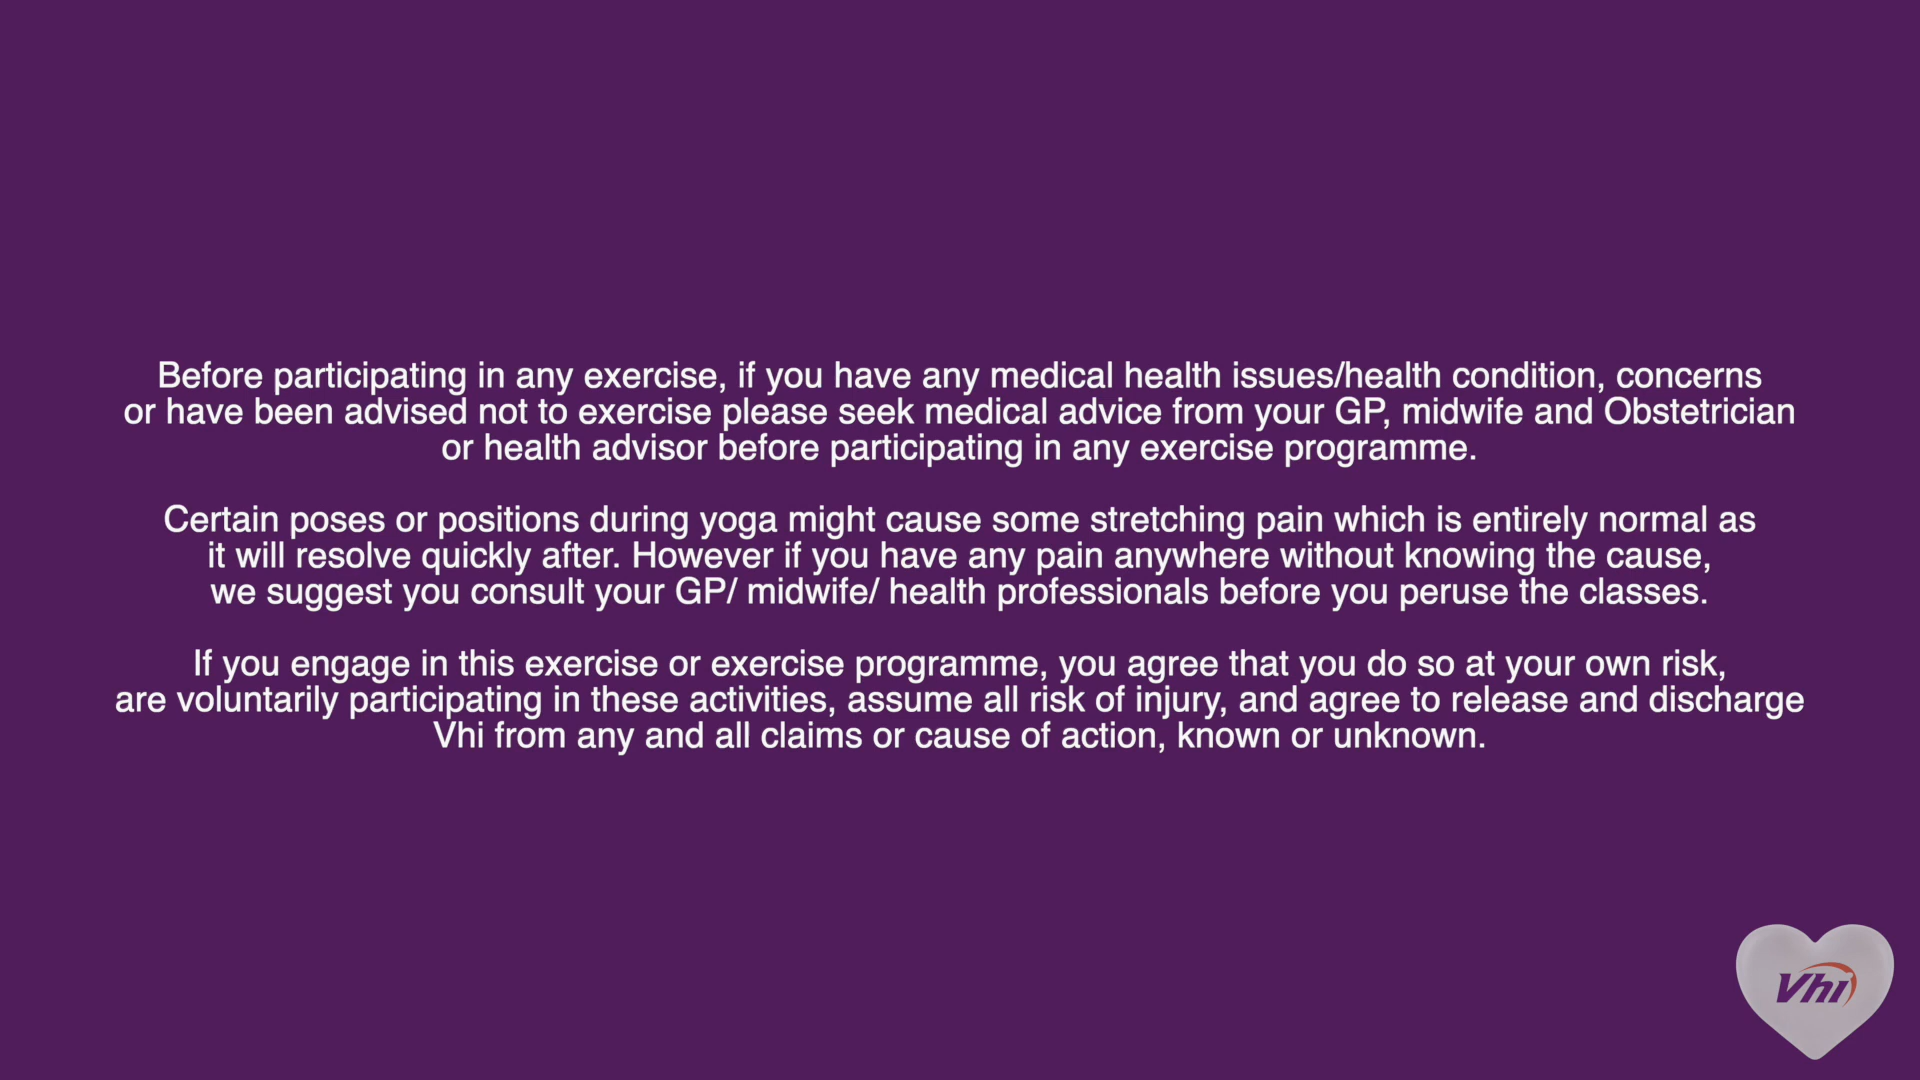 Before participating in any exercise, if you have any medical health issues/health condition, concerns
or have been advised not to exercise please seek medical advice from your GP, midwife and Obstetrician
or health advisor before participating in any exercise programme.
Certain poses or positions during yoga might cause some stretching pain which is entirely normal as
it will resolve quickly after. However if you have any pain anywhere without knowing the cause,
we suggest you consult your GP/ midwife/ health professionals before you peruse the classes.
If you engage in this exercise or exercise programme, you agree that you do so at your own risk,
are voluntarily participating in these activities, assume all risk of injury, and agree to release and discharge
Vhi from any and all claims or cause of action, known or unknown.
Vhi